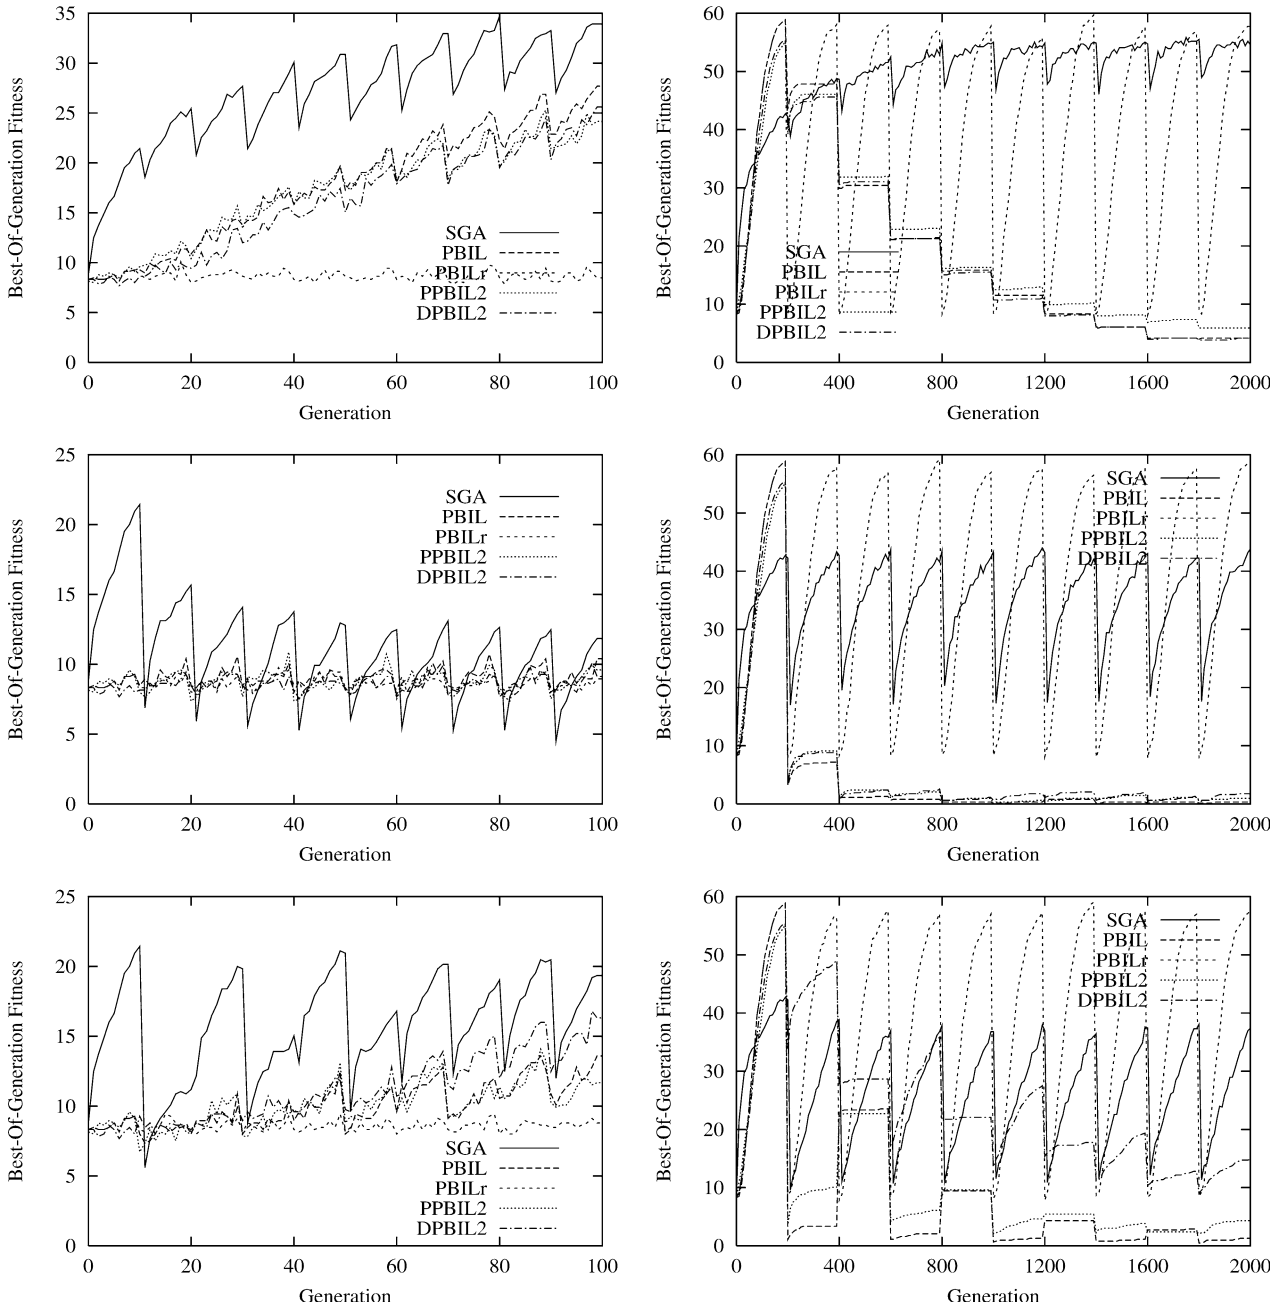 35
30
25
20
15
10
5
0
Best-Of-Generation Fitness
SGA
PBIL
PBILr
PPBIL2
DPBIL2
0 20 40 60 80 100
Generation
60
50
40
30
20
10
0
Best-Of-Generation Fitness
SGA
PBIL
PBILr
PPBIL2
DPBIL2
0 400 800 1200 1600 2000
Generation
25
20
15
10
5
0
Best-Of-Generation Fitness
SGA
PBIL
PBILr
PPBIL2
DPBIL2
0 20 40 60 80 100
Generation
60
50
40
30
20
10
0
Best-Of-Generation Fitness
SGA
PBIL
PBILr
PPBIL2
DPBIL2
0 400 800 1200 1600 2000
Generation
25
20
15
10
5
0
Best-Of-Generation Fitness
SGA
PBIL
PBILr
PPBIL2
DPBIL2
0 20 40 60 80 100
Generation
60
50
40
30
20
10
0
Best-Of-Generation Fitness
SGA
PBIL
PBILr
PPBIL2
DPBIL2
0 400 800 1200 1600 2000
Generation